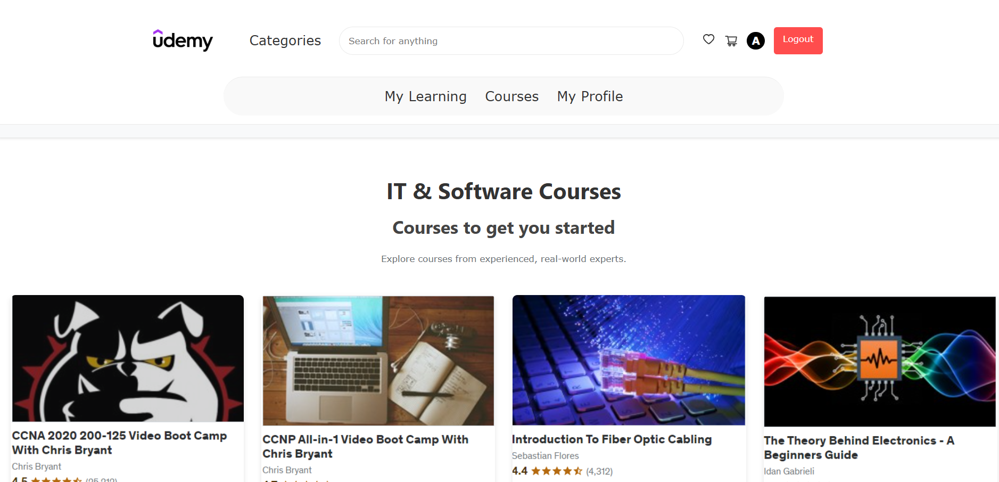 udemy
Categories
Search for anything
A
Logout
My Learning
Courses
My Profile
IT & Software Courses
Courses to get you started
Explore courses from experienced, real-world experts.
CCNA 2020 200-125 Video Boot Camp
With Chris Bryant
Chris Bryant
4.5
CCNP All-in-1 Video Boot Camp With
Chris Bryant
Chris Bryant
Introduction To Fiber Optic Cabling
Sebastian Flores
4.4 (4,312)
The Theory Behind Electronics - A
Beginners Guide
Idan Gabrieli